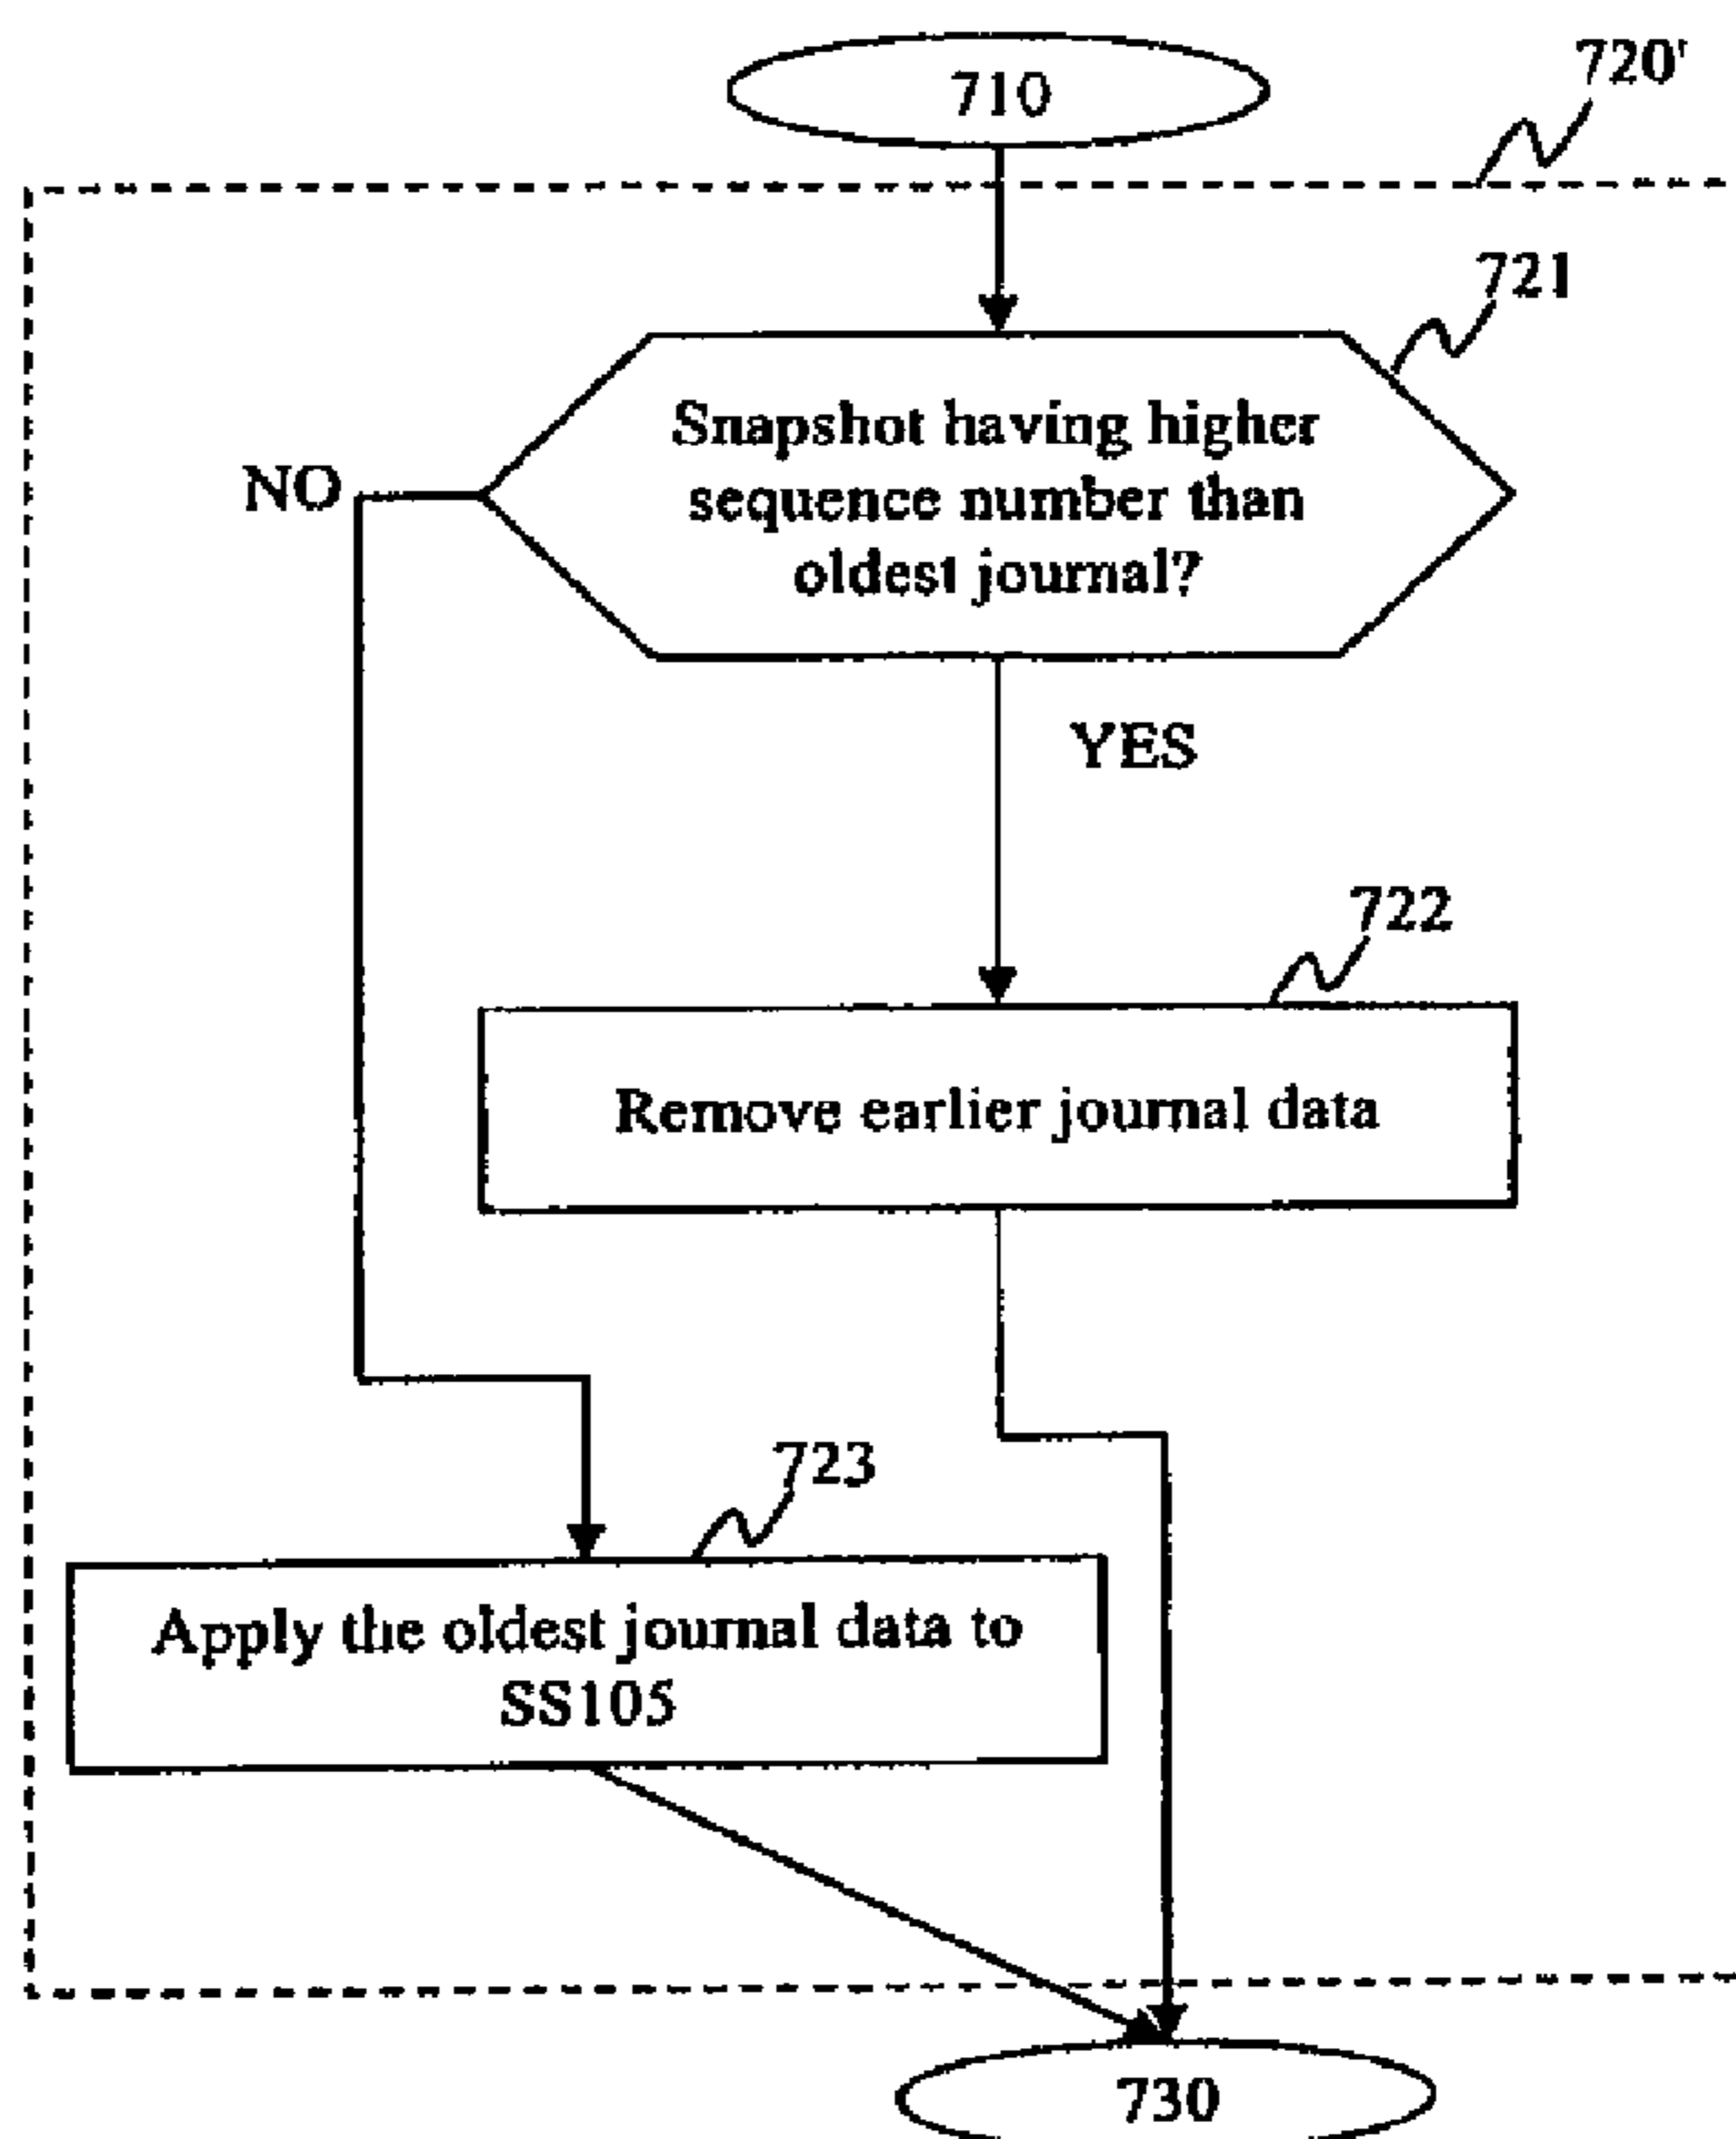 710
720'
721
Snapshot having higher
sequence number than
oldest journal?
NO
YES
722
Remove earlier journal data
723
Apply the oldest journal data to
SS105
730